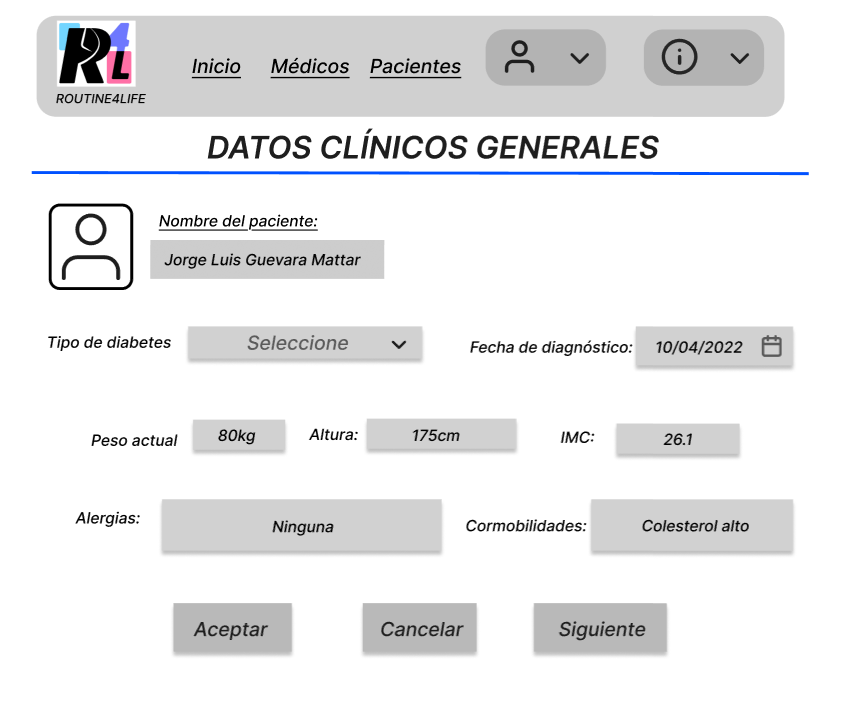 R4L
Inicio Médicos Pacientes
ROUTINE4LIFE
DATOS CLÍNICOS GENERALES
Nombre del paciente:
Jorge Luis Guevara Mattar
Tipo de diabetes Seleccione Fecha de diagnóstico: 10/04/2022
Peso actual 80kg Altura: 175cm IMC: 26.1
Alergias: Ninguna Cormobilidades: Colesterol alto
Aceptar Cancelar Siguiente